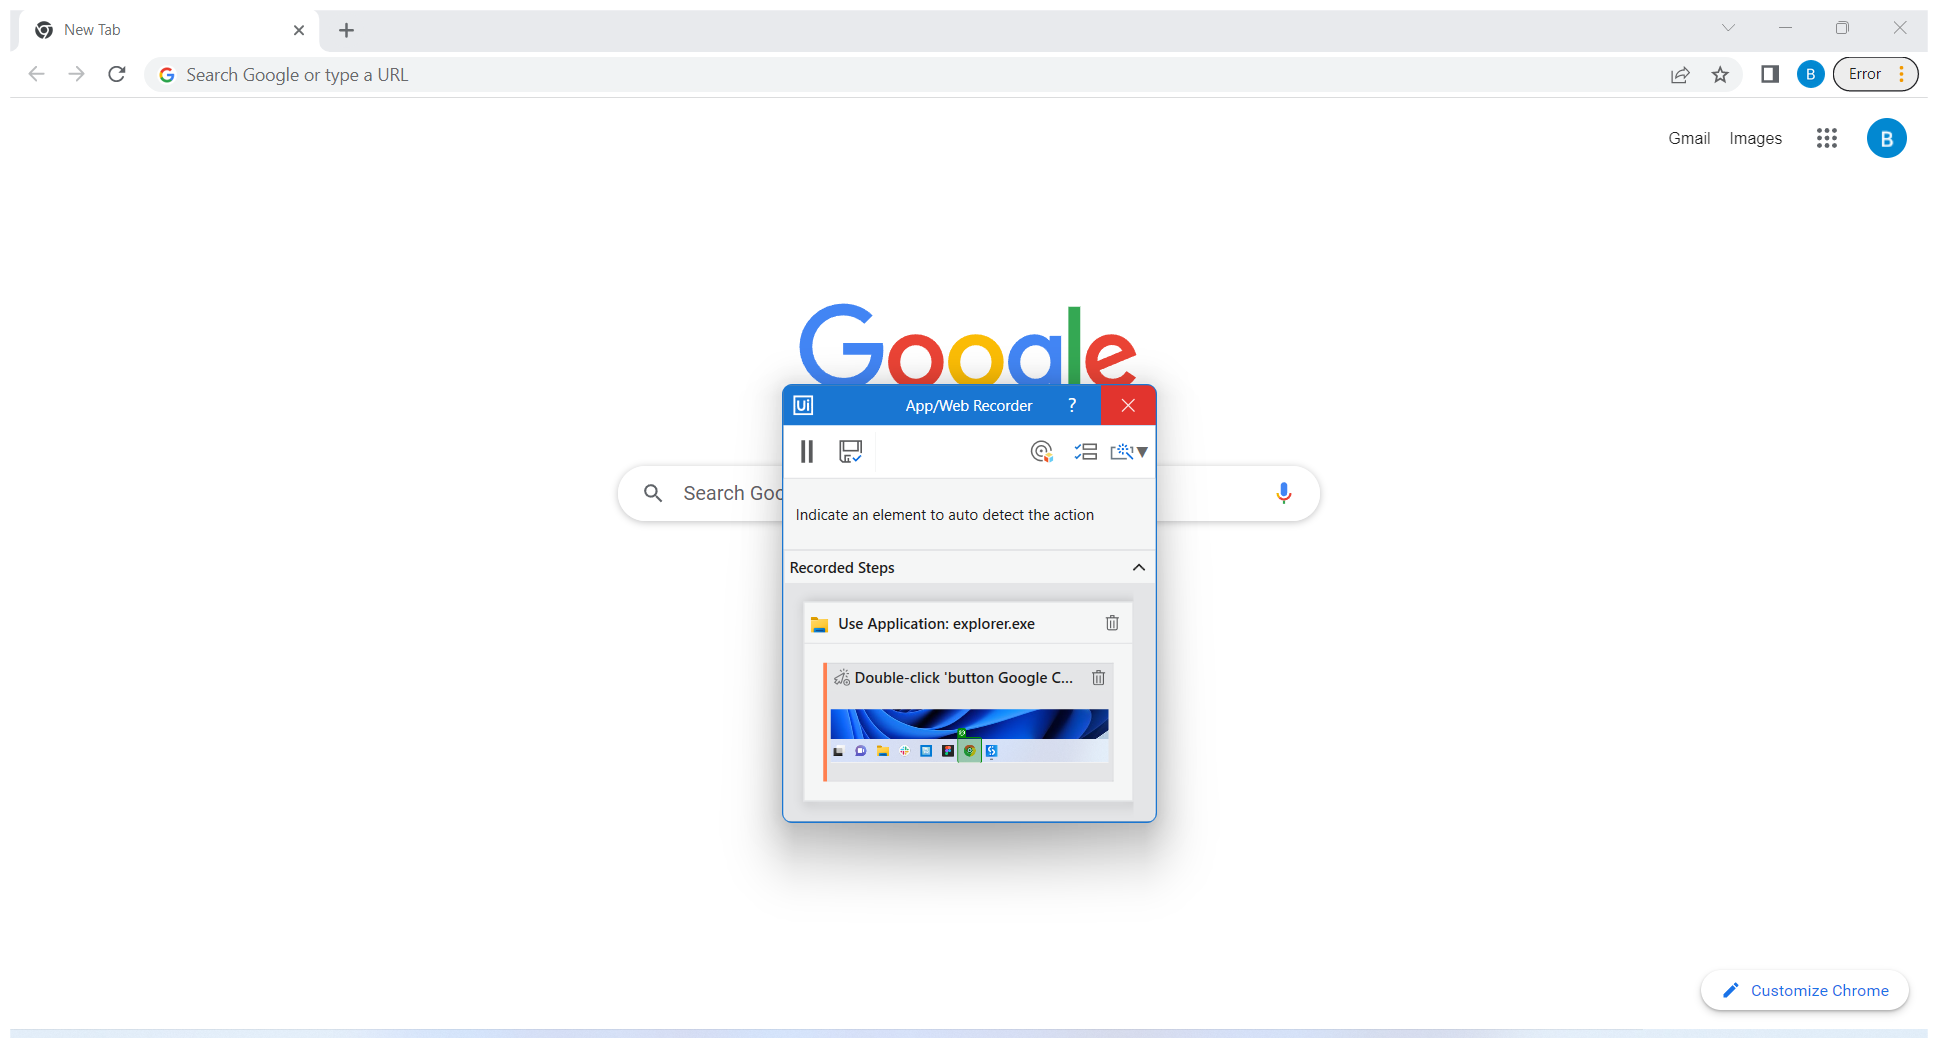 New Tab
Search Google or type a URL
B
Error
Gmail
Images
B
Google
Ui
App/Web Recorder
?
Search Goo
Indicate an element to auto detect the action
Recorded Steps
Use Application: explorer.exe
Double-click 'button Google C...
Customize Chrome